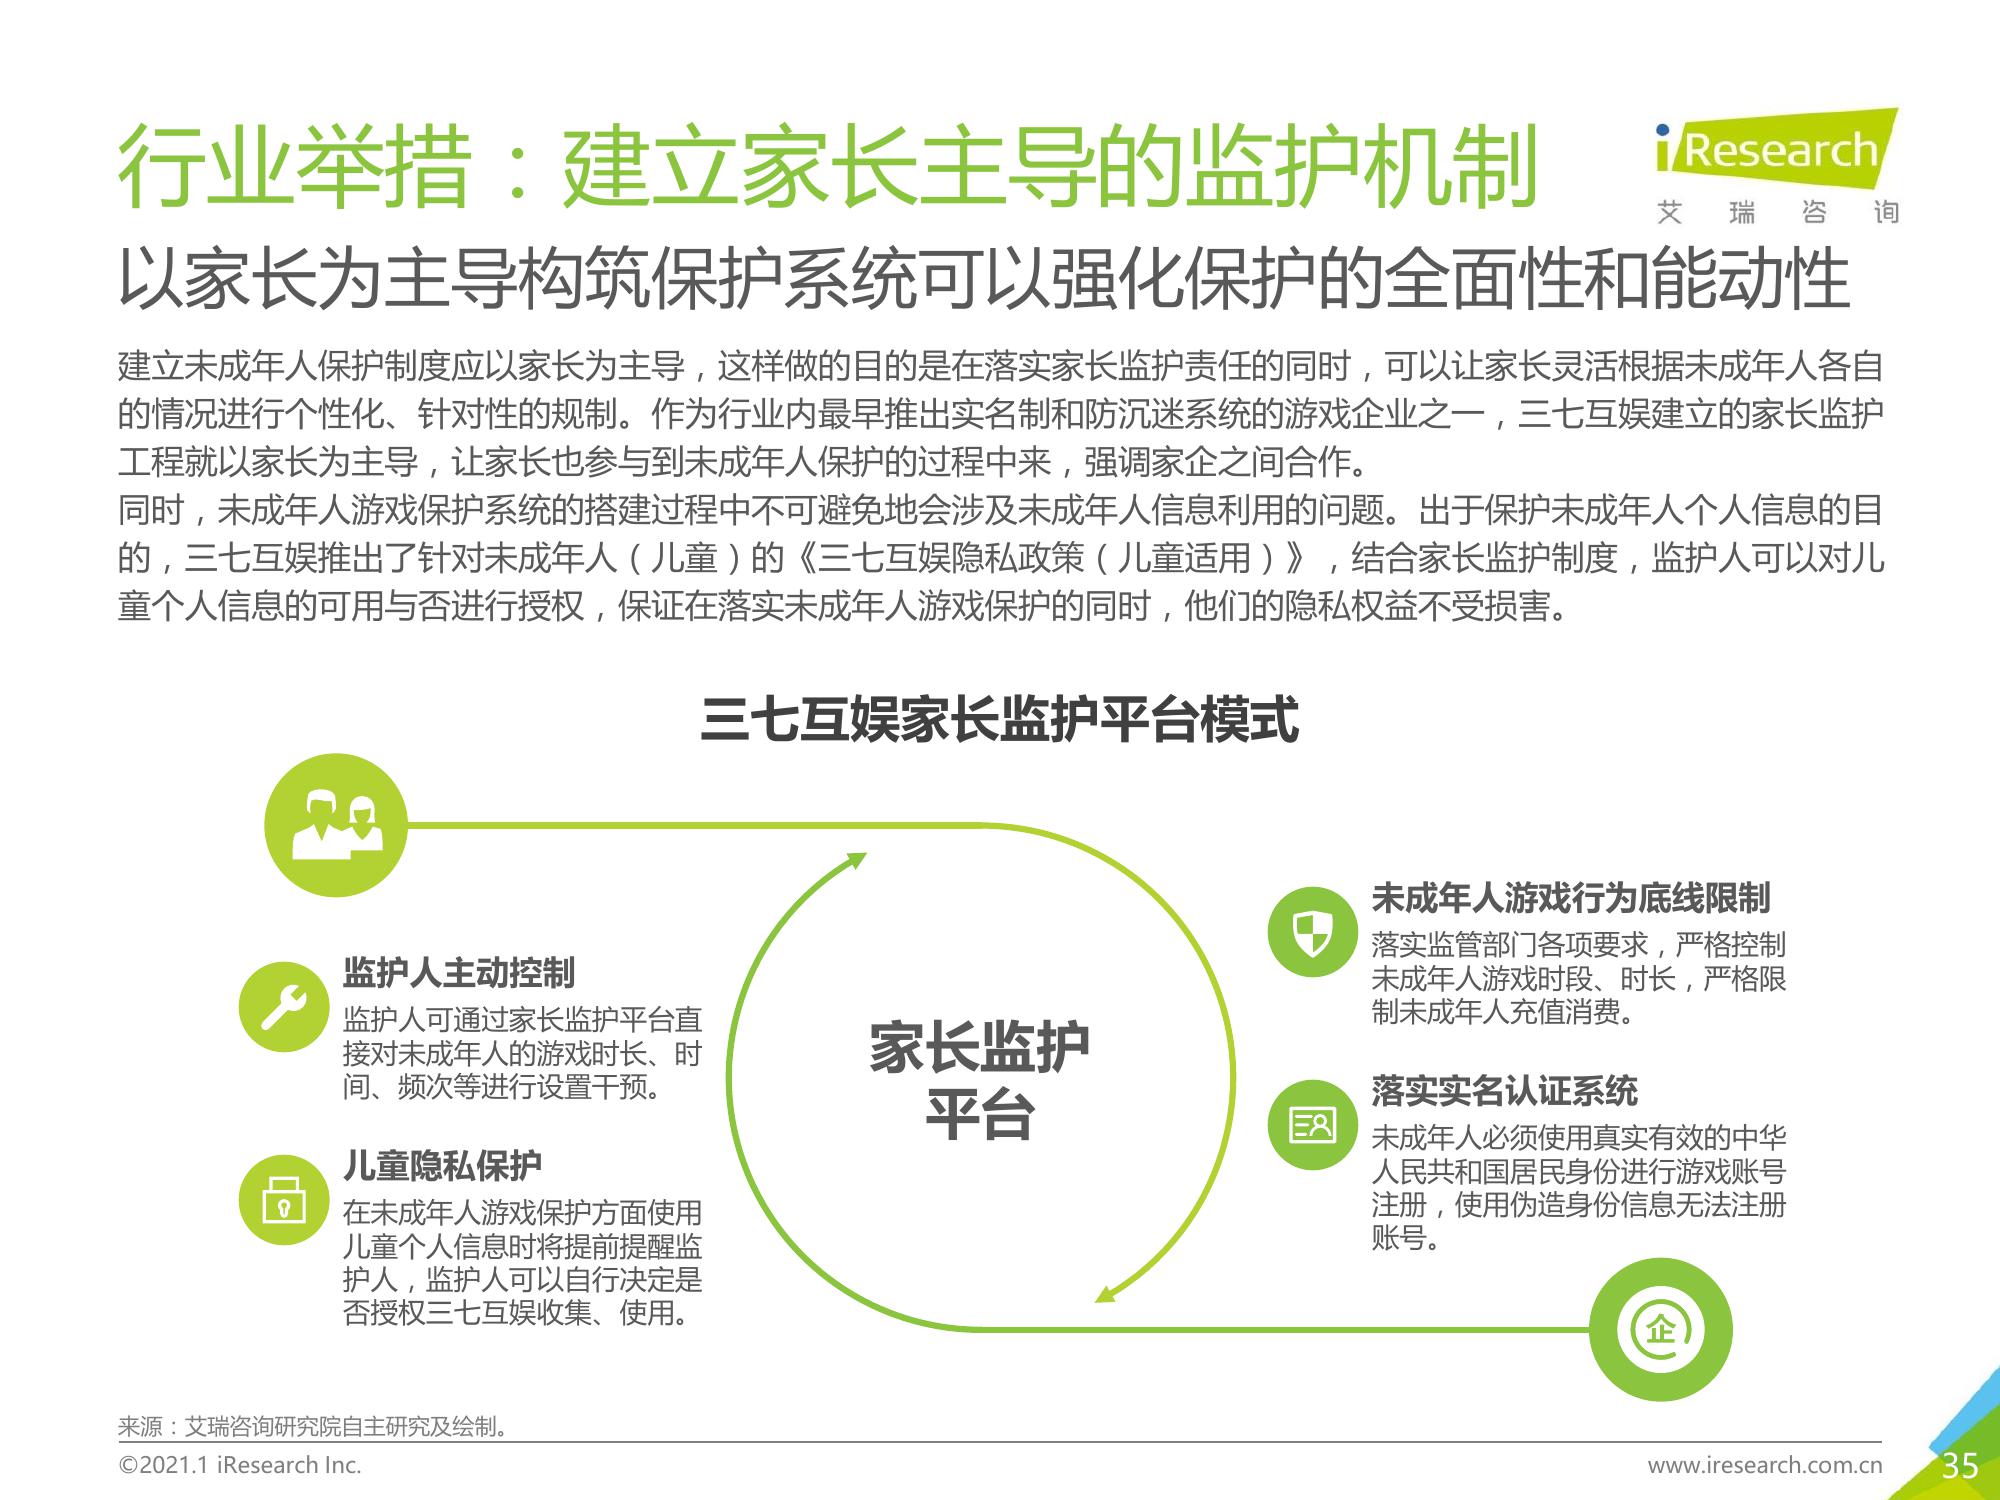 行业举措：建立家长主导的监护机制
iResearch
艾瑞咨询
以家长为主导构筑保护系统可以强化保护的全面性和能动性
建立未成年人保护制度应以家长为主导，这样做的目的是在落实家长监护责任的同时，可以让家长灵活根据未成年人各自
的情况进行个性化、针对性的规制。作为行业内最早推出实名制和防沉迷系统的游戏企业之一，三七互娱建立的家长监护
工程就以家长为主导，让家长也参与到未成年人保护的过程中来，强调家企之间合作。
同时，未成年人游戏保护系统的搭建过程中不可避免地会涉及未成年人信息利用的问题。出于保护未成年人个人信息的目
的，三七互娱推出了针对未成年人（儿童）的《三七互娱隐私政策（儿童适用）》，结合家长监护制度，监护人可以对儿
童个人信息的可用与否进行授权，保证在落实未成年人游戏保护的同时，他们的隐私权益不受损害。
三七互娱家长监护平台模式
监护人主动控制
监护人可通过家长监护平台直
接对未成年人的游戏时长、时
间、频次等进行设置干预。
儿童隐私保护
在未成年人游戏保护方面使用
儿童个人信息时将提前提醒监
护人，监护人可以自行决定是
否授权三七互娱收集、使用。
家长监护
平台
未成年人游戏行为底线限制
落实监管部门各项要求，严格控制
未成年人游戏时段、时长，严格限
制未成年人充值消费。
落实实名认证系统
未成年人必须使用真实有效的中华
人民共和国居民身份进行游戏账号
注册，使用伪造身份信息无法注册
账号。
企
来源：艾瑞咨询研究院自主研究及绘制。
©2021.1 iResearch Inc.
www.iresearch.com.cn
35